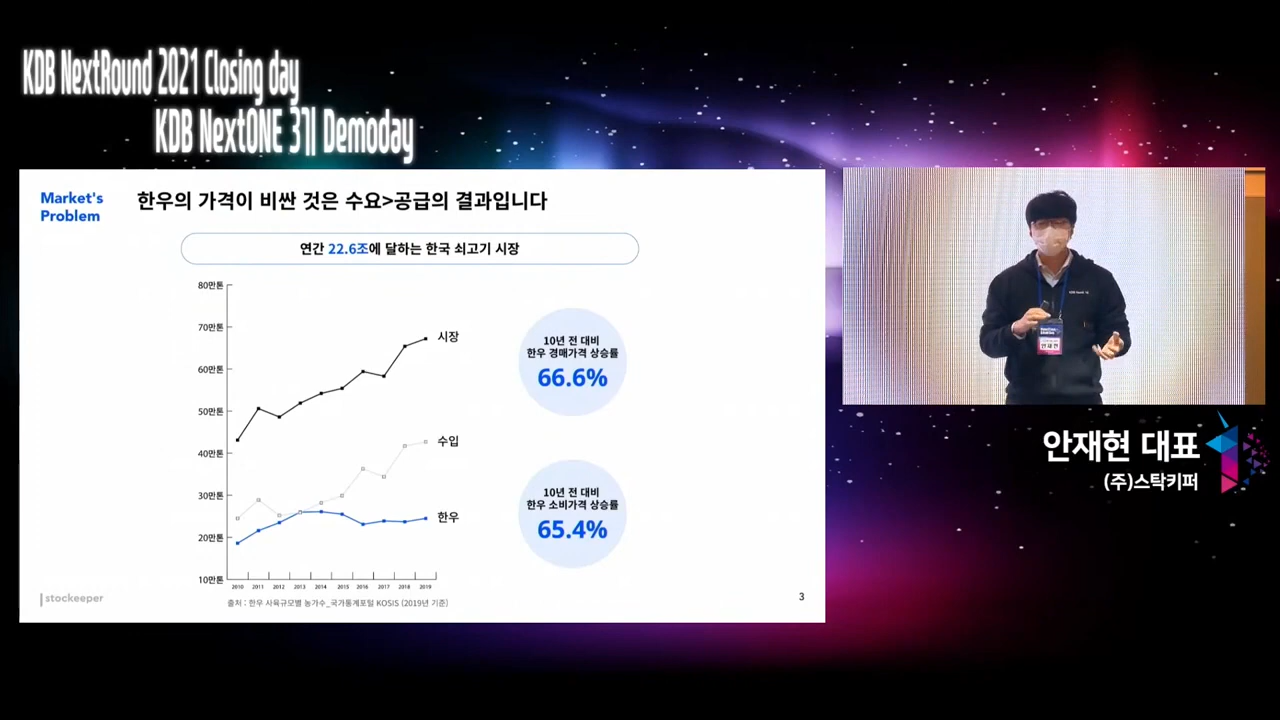 KDB NextRound 2021 Closing day
KDB NextONE 3기 Demoday
Market's
Problem
한우의 가격이 비싼 것은 수요>공급의 결과입니다
연간 22.6조에 달하는 한국 쇠고기 시장
80만톤
70만톤
60만톤
50만톤
40만톤
30만톤
20만톤
10만톤
시장
수입
한우
2010 2011 2012 2013 2014 2015 2016 2017 2018 2019
출처 : 한우 사육규모별 농가수_국가통계포털 KOSIS (2019년 기준)
10년 전 대비
한우 경매가격 상승률
66.6%
10년 전 대비
한우 소비가격 상승률
65.4%
stockeeper
3
안재현
안재현 대표
(주)스탁키퍼